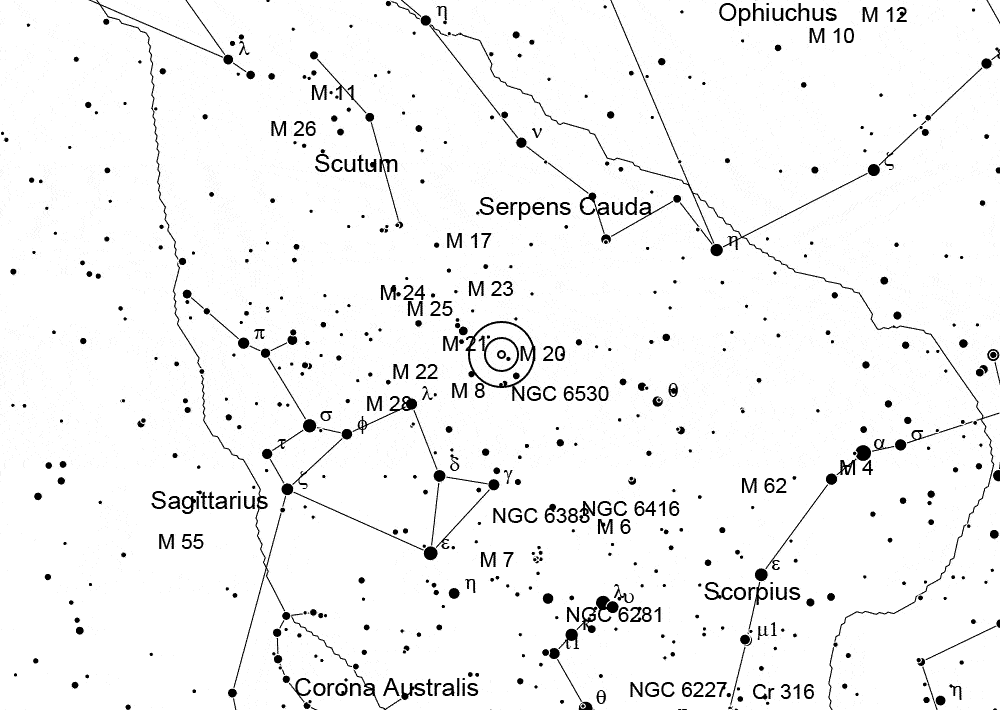 η
Ophiuchus M 12
M 10
λ
M 11
M 26
ν
Scutum
ζ
Serpens Cauda
M 17
η
M 24
M 23
M 25
π
M 21
M 20
M 22
M 8
NGC 6530
θ
M 28
λ
σ
φ
α
σ
τ
δ
M 4
γ
ζ
M 62
Sagittarius
NGC 6383
NGC 6416
M 6
M 55
ε
M 7
η
ε
Scorpius
λυ
NGC 6281
κ
ι1
μ1
Corona Australis
θ
NGC 6227
Cr 316
η